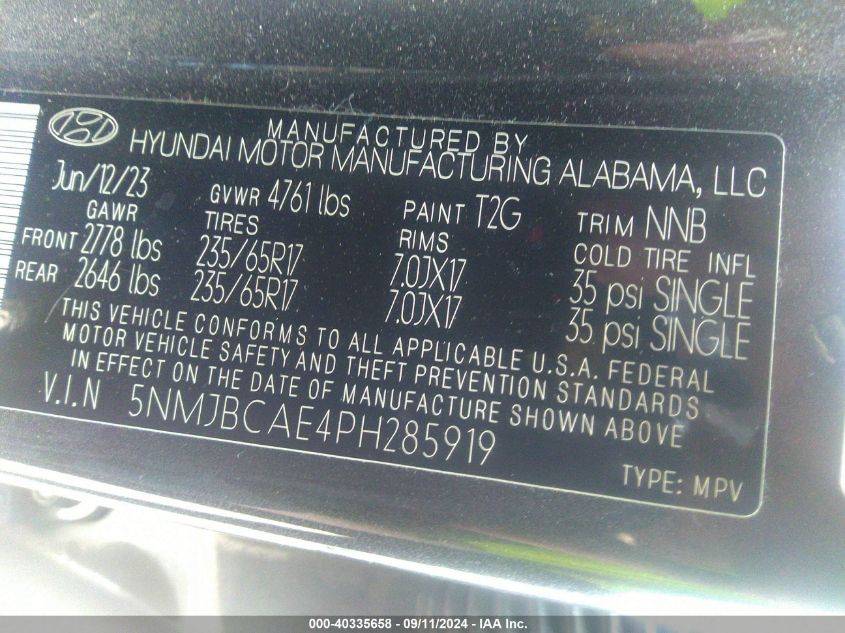 MANUFACTURED BY
HYUNDAI MOTOR MANUFACTURING ALABAMA, LLC
Jun/12/23 GVWR 4761 lbs PAINT T2G TRIM NNB
GAWR TIRES RIMS COLD TIRE INFL
FRONT 2778 lbs 235/65R17 7.0JX17 35 psi SINGLE
REAR 2646 lbs 235/65R17 7.0JX17 35 psi SINGLE
THIS VEHICLE CONFORMS TO ALL APPLICABLE U.S.A. FEDERAL
MOTOR VEHICLE SAFETY AND THEFT PREVENTION STANDARDS
IN EFFECT ON THE DATE OF MANUFACTURE SHOWN ABOVE
V.I.N 5NMJBCAE4PH285919
TYPE: MPV
000-40335658 - 09/11/2024 - IAA Inc.